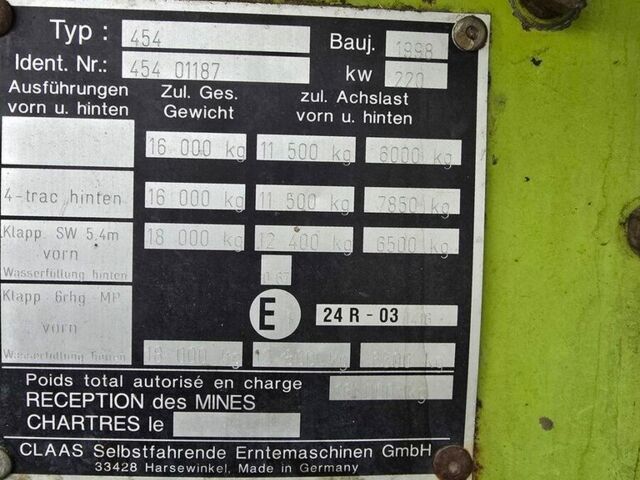 Typ : 454 Bauj. 1998
Ident. Nr.: 454 01187 kw 220
Ausführungen vorn u. hinten Zul. Ges. Gewicht zul. Achslast vorn u. hinten
16 000 kg 11 500 kg 6000 kg
4-trac hinten 16 000 kg 11 500 kg 7850 kg
Klapp. SW 5.4m 18 000 kg 12 400 kg 6500 kg
vorn
Wasserfüllung hinten
E 24 R - 03
Klapp 6rhg MP
vorn
Wasserfüllung hinten 18 000 kg
Poids total autorisé en charge
RECEPTION des MINES
CHARTRES le
CLAAS Selbstfahrende Erntemaschinen GmbH
33428 Harsewinkel, Made in Germany